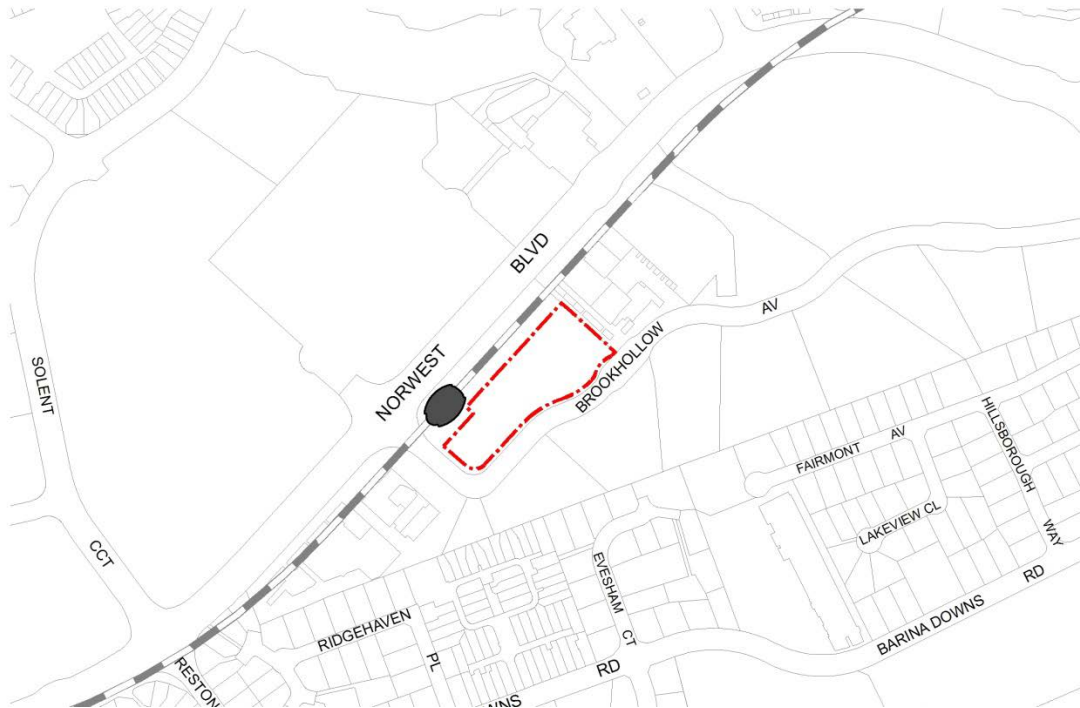 BLVD
NORWEST
SOLENT
CCT
BROOKHOLLOW
AV
HILLSBOROUGH
WAY
FAIRMONT AV
LAKEVIEW CL
EVESHAM
CT
RIDGEHAVEN
PL
BARINA DOWNS RD
RESTON
WNS RD